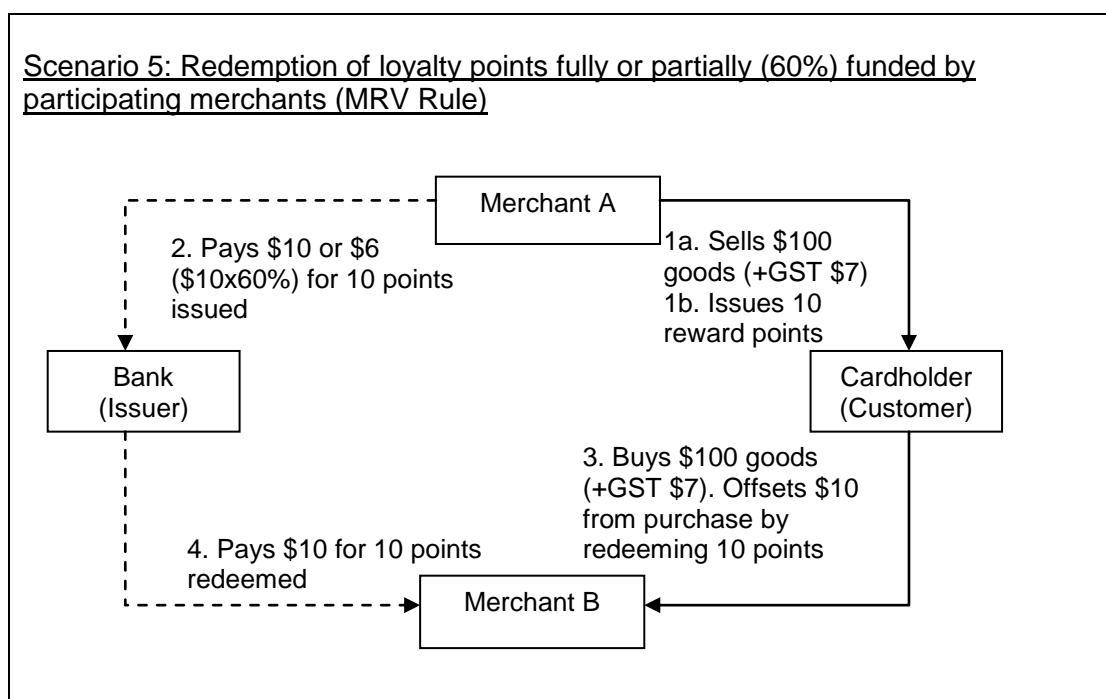 Scenario 5: Redemption of loyalty points fully or partially (60%) funded by
participating merchants (MRV Rule)
Merchant A
2. Pays $10 or $6
($10x60%) for 10 points
issued
1a. Sells $100
goods (+GST $7)
1b. Issues 10
reward points
Bank
(Issuer)
Cardholder
(Customer)
3. Buys $100 goods
(+GST $7). Offsets $10
from purchase by
redeeming 10 points
4. Pays $10 for 10 points
redeemed
Merchant B